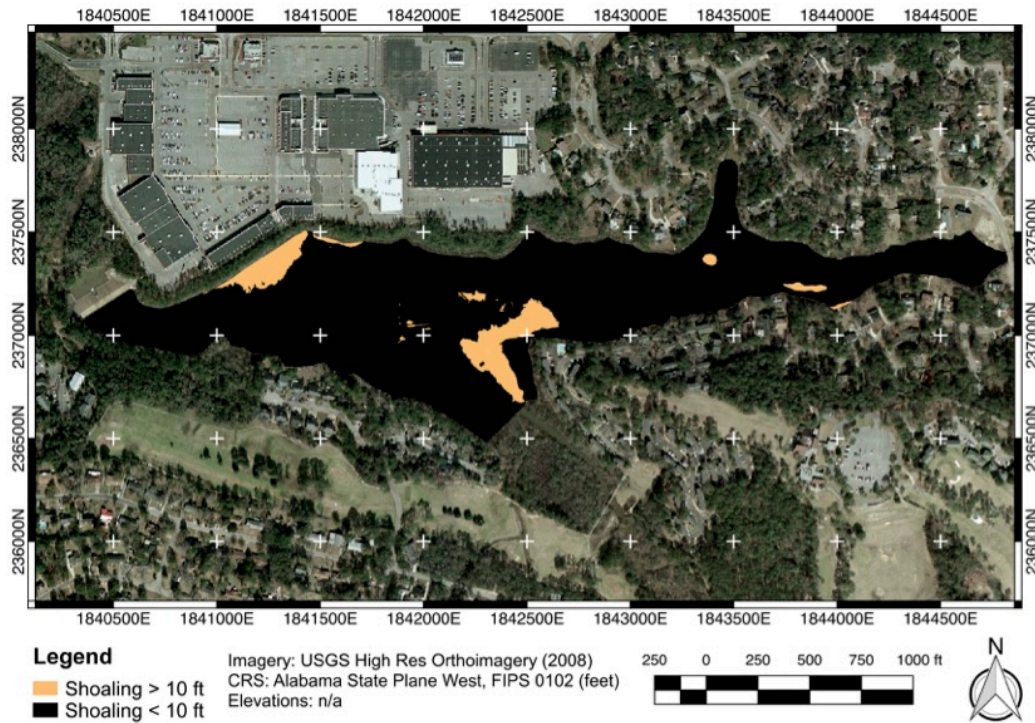 1840500E 1841000E 1841500E 1842000E 1842500E 1843000E 1843500E 1844000E 1844500E
238000N 238000N
237500N 237500N
237000N 237000N
236500N 236500N
236000N 236000N
1840500E 1841000E 1841500E 1842000E 1842500E 1843000E 1843500E 1844000E 1844500E
Legend
Shoaling > 10 ft
Shoaling < 10 ft
Imagery: USGS High Res Orthoimagery (2008)
CRS: Alabama State Plane West, FIPS 0102 (feet)
Elevations: n/a
250 0 250 500 750 1000 ft
N